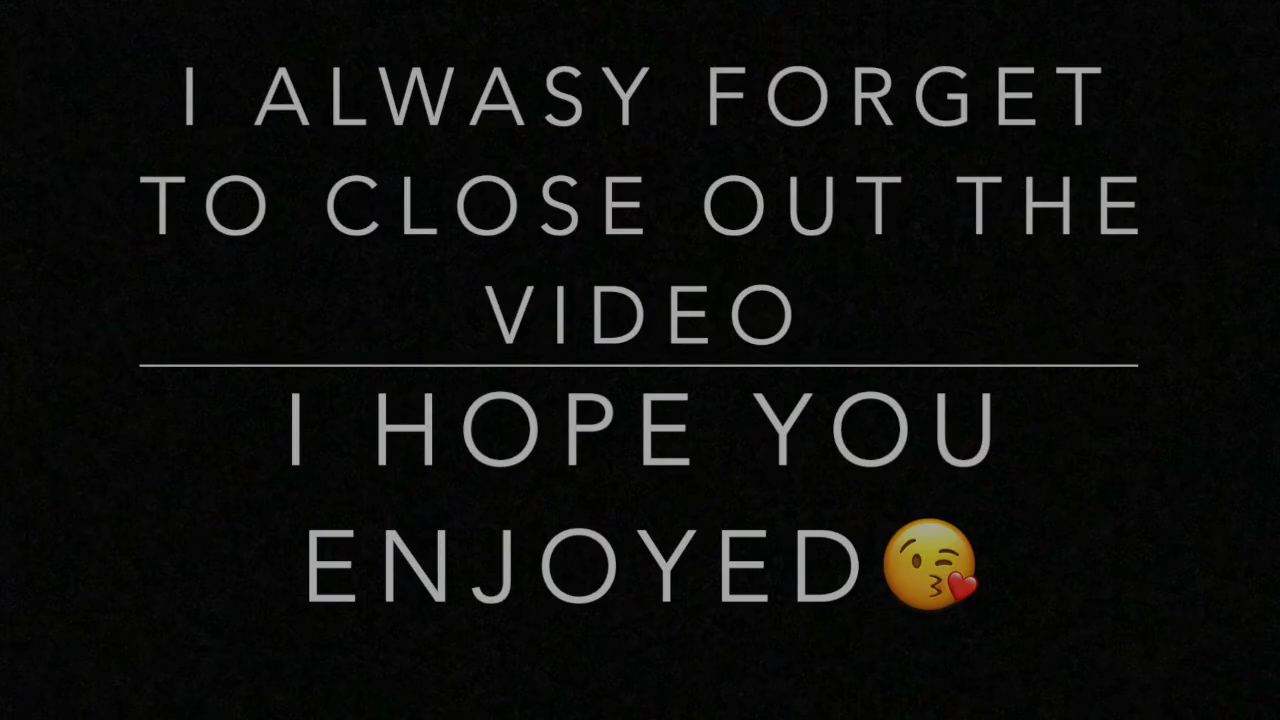 I ALWASY FORGET
TO CLOSE OUT THE
VIDEO
I HOPE YOU
ENJOYED😘